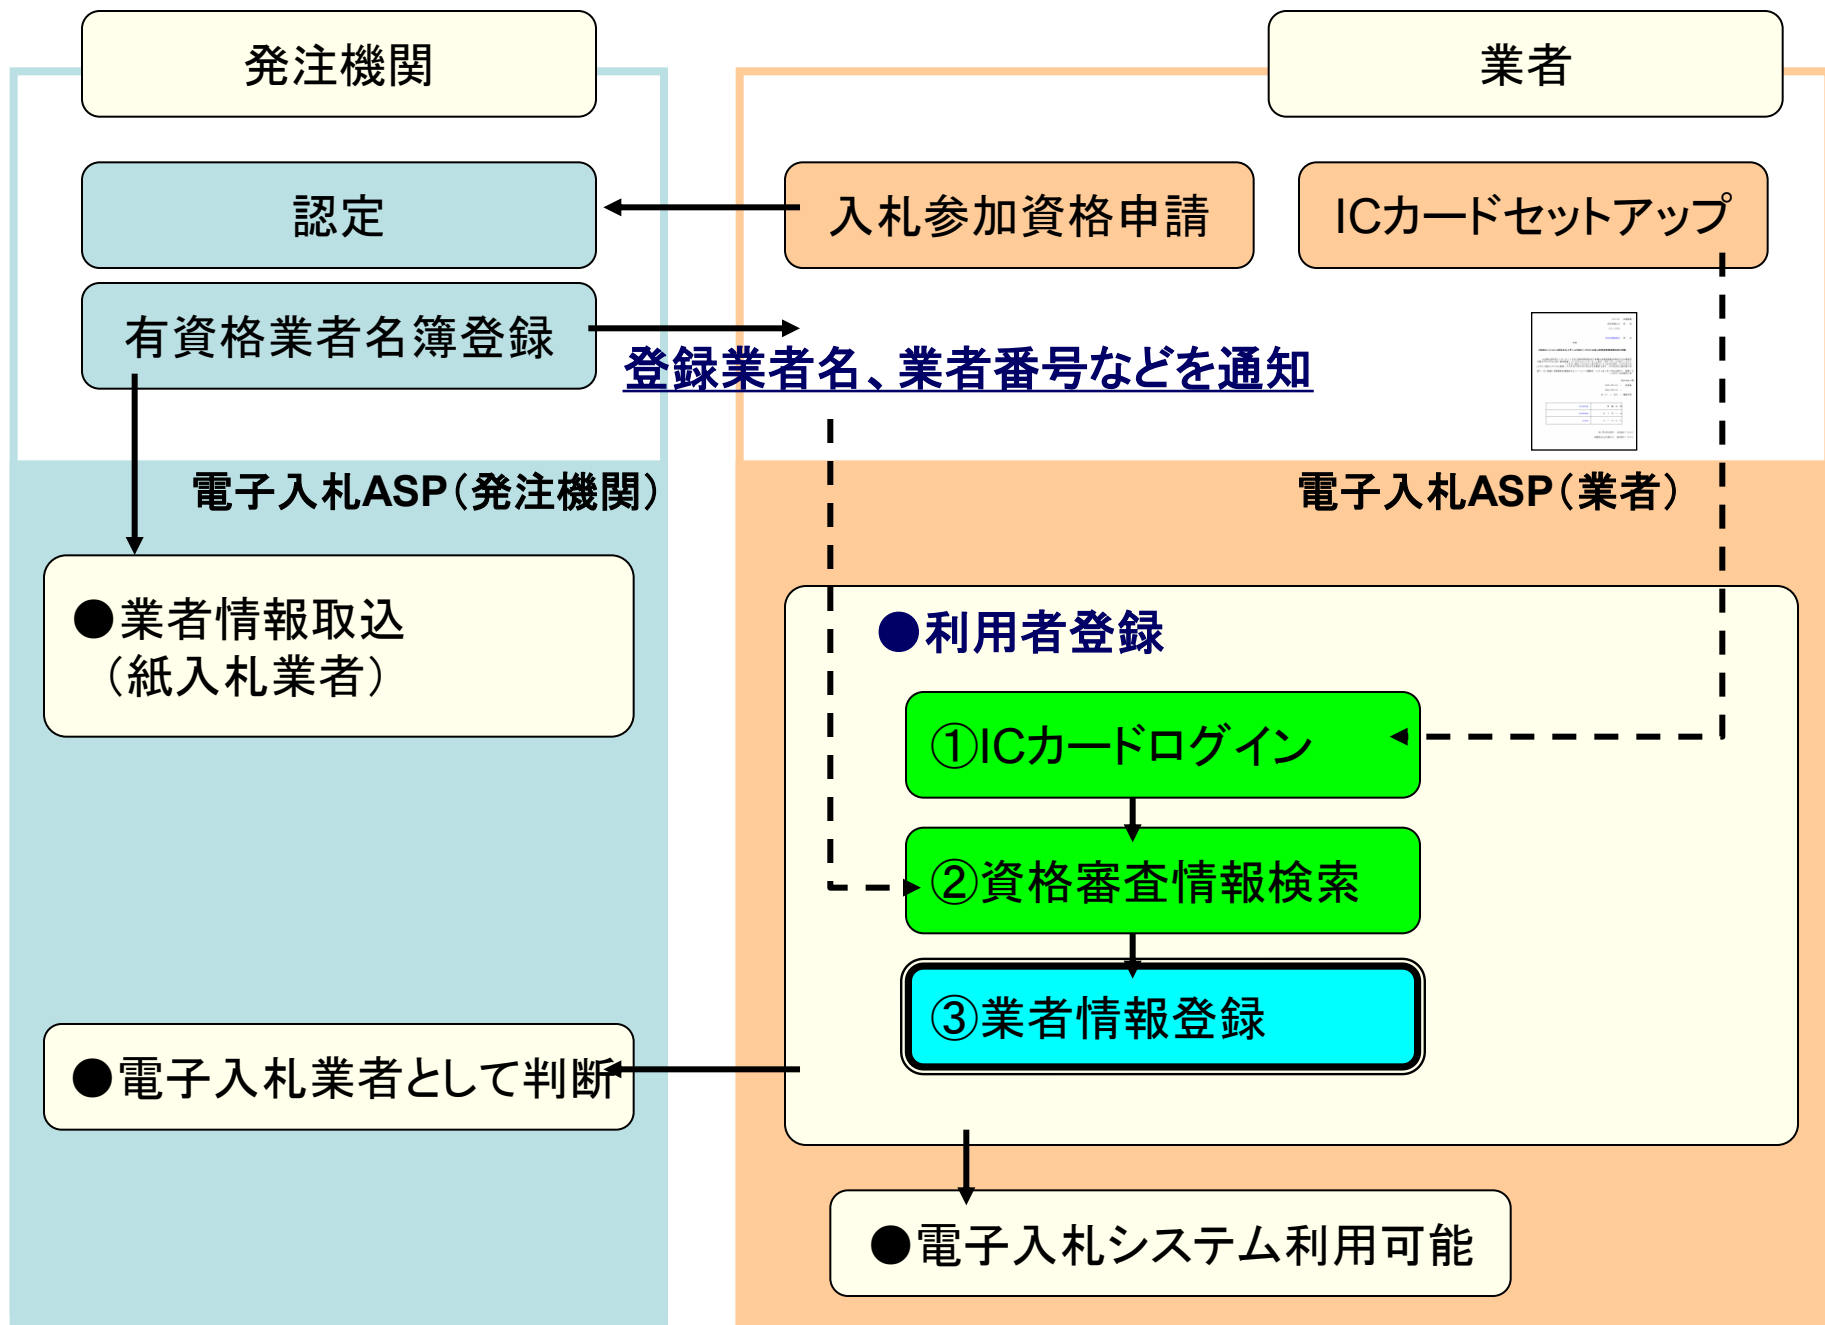 発注機関
業者
認定
入札参加資格申請
ICカードセットアップ
有資格業者名簿登録
登録業者名、業者番号などを通知
電子入札ASP（発注機関）
電子入札ASP（業者）
●業者情報取込
（紙入札業者）
●利用者登録
①ICカードログイン
②資格審査情報検索
③業者情報登録
●電子入札業者として判断
●電子入札システム利用可能